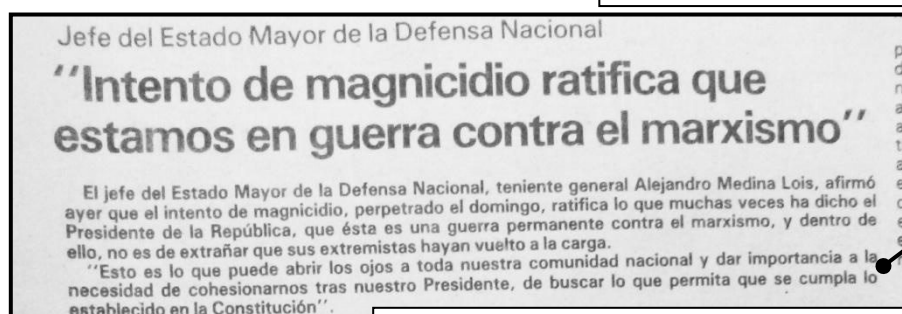 Jefe del Estado Mayor de la Defensa Nacional
''Intento de magnicidio ratifica que
estamos en guerra contra el marxismo''
El jefe del Estado Mayor de la Defensa Nacional, teniente general Alejandro Medina Lois, afirmó
ayer que el intento de magnicidio, perpetrado el domingo, ratifica lo que muchas veces ha dicho el
Presidente de la República, que ésta es una guerra permanente contra el marxismo, y dentro de
ello, no es de extrañar que sus extremistas hayan vuelto a la carga.
''Esto es lo que puede abrir los ojos a toda nuestra comunidad nacional y dar importancia a la
necesidad de cohesionarnos tras nuestro Presidente, de buscar lo que permita que se cumpla lo
establecido en la Constitución''.